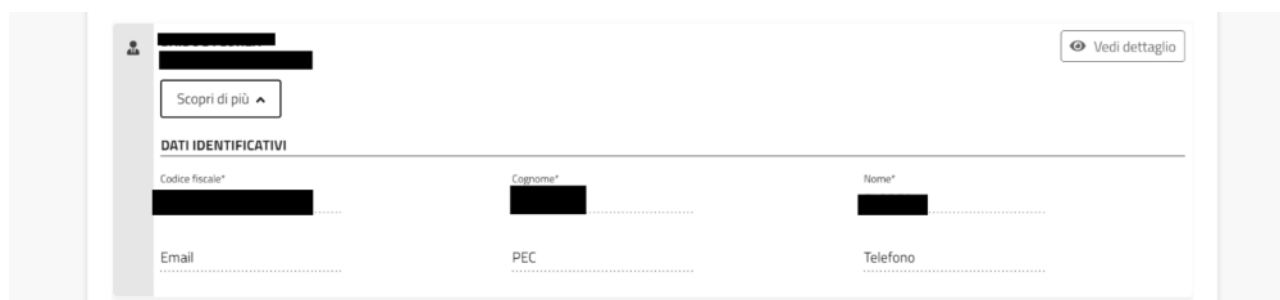 Vedi dettaglio
Scopri di più
DATI IDENTIFICATIVI
Codice fiscale* Cognome* Nome*
Email PEC Telefono